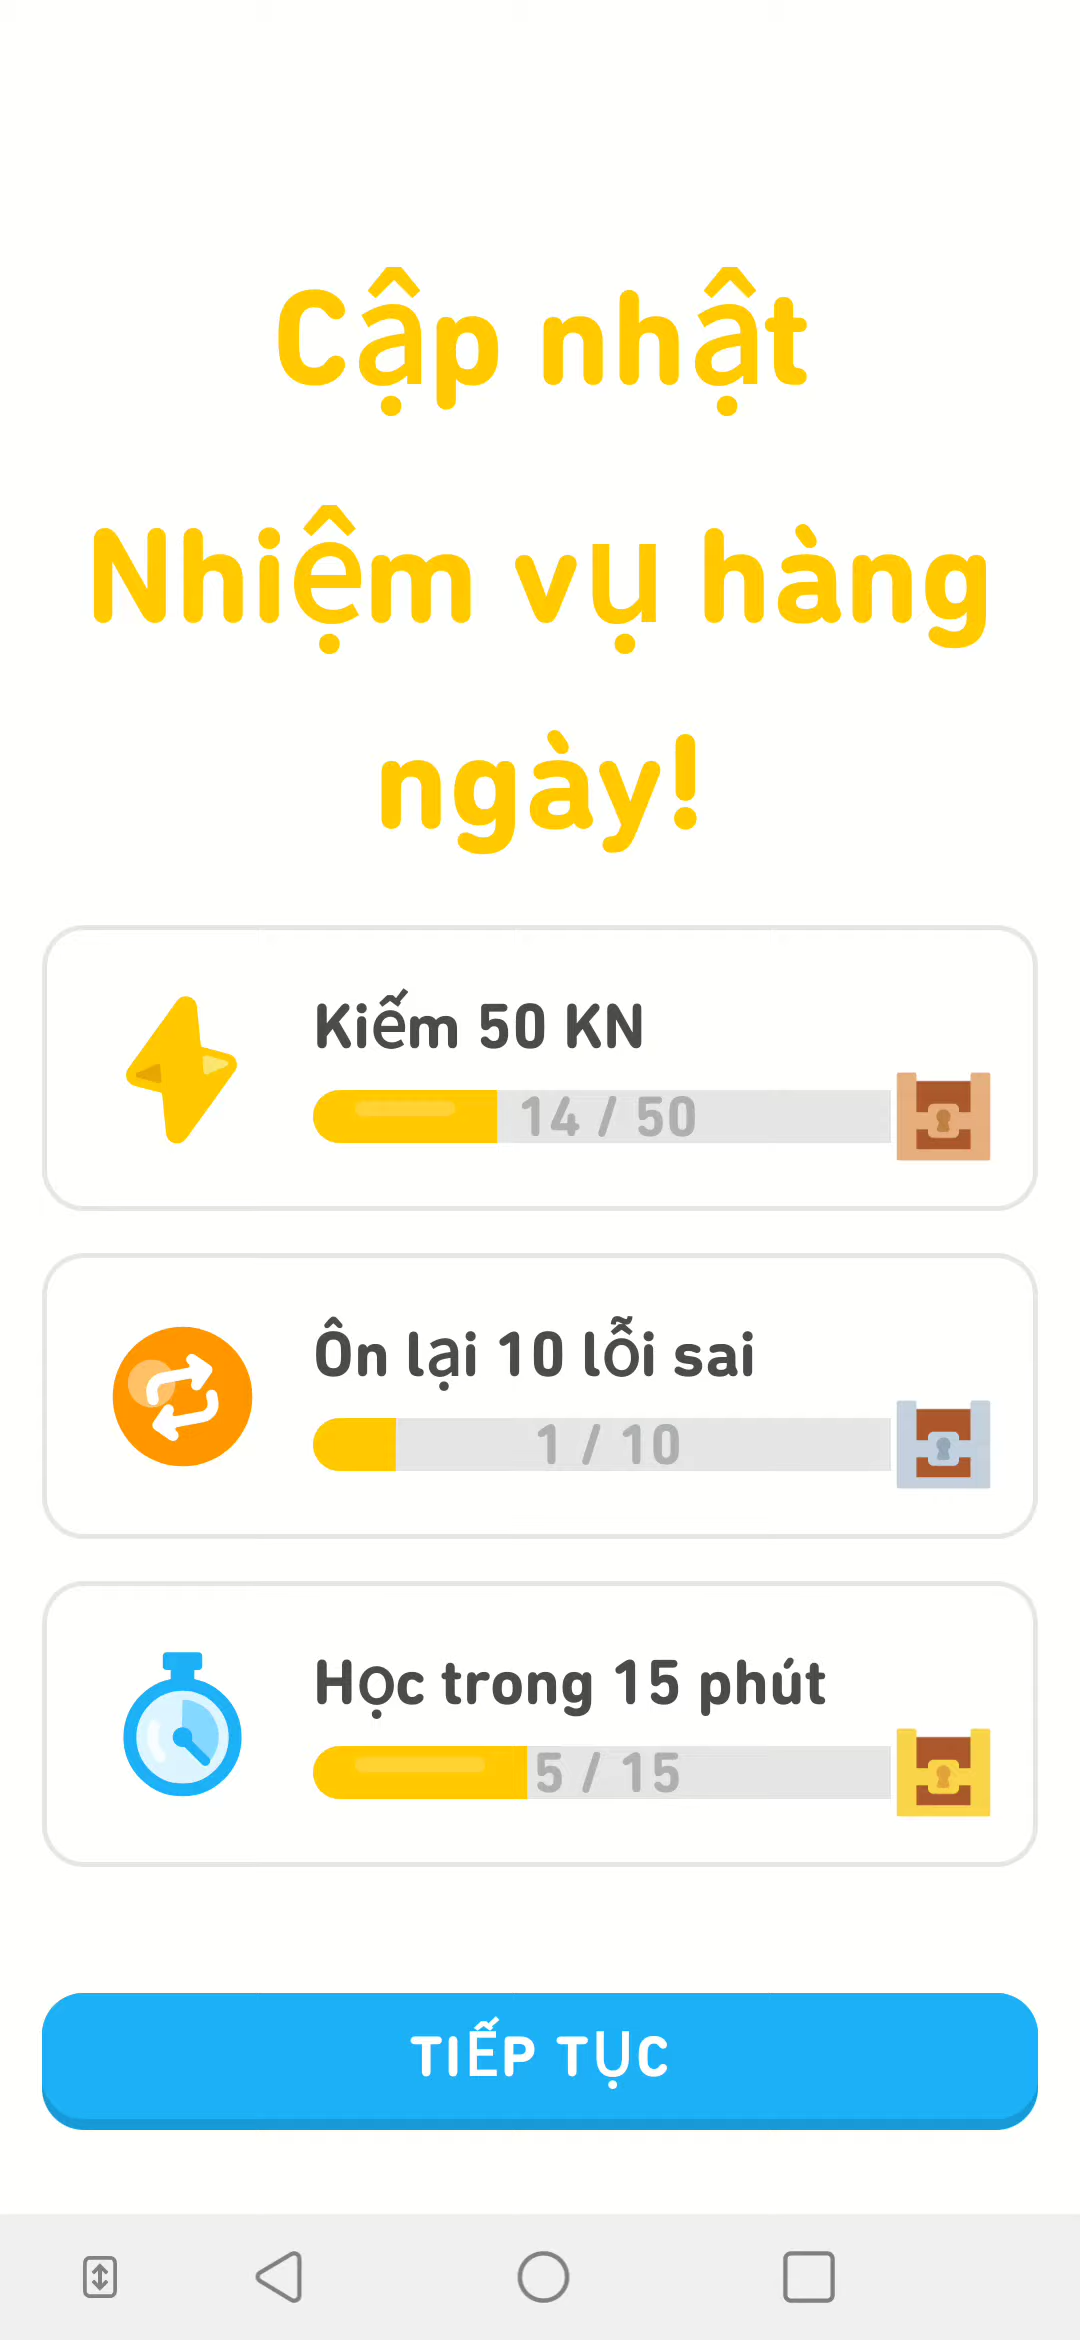 Cập nhật
Nhiệm vụ hàng
ngày!
Kiếm 50 KN
14 / 50
Ôn lại 10 lỗi sai
1 / 10
Học trong 15 phút
5 / 15
TIẾP TỤC